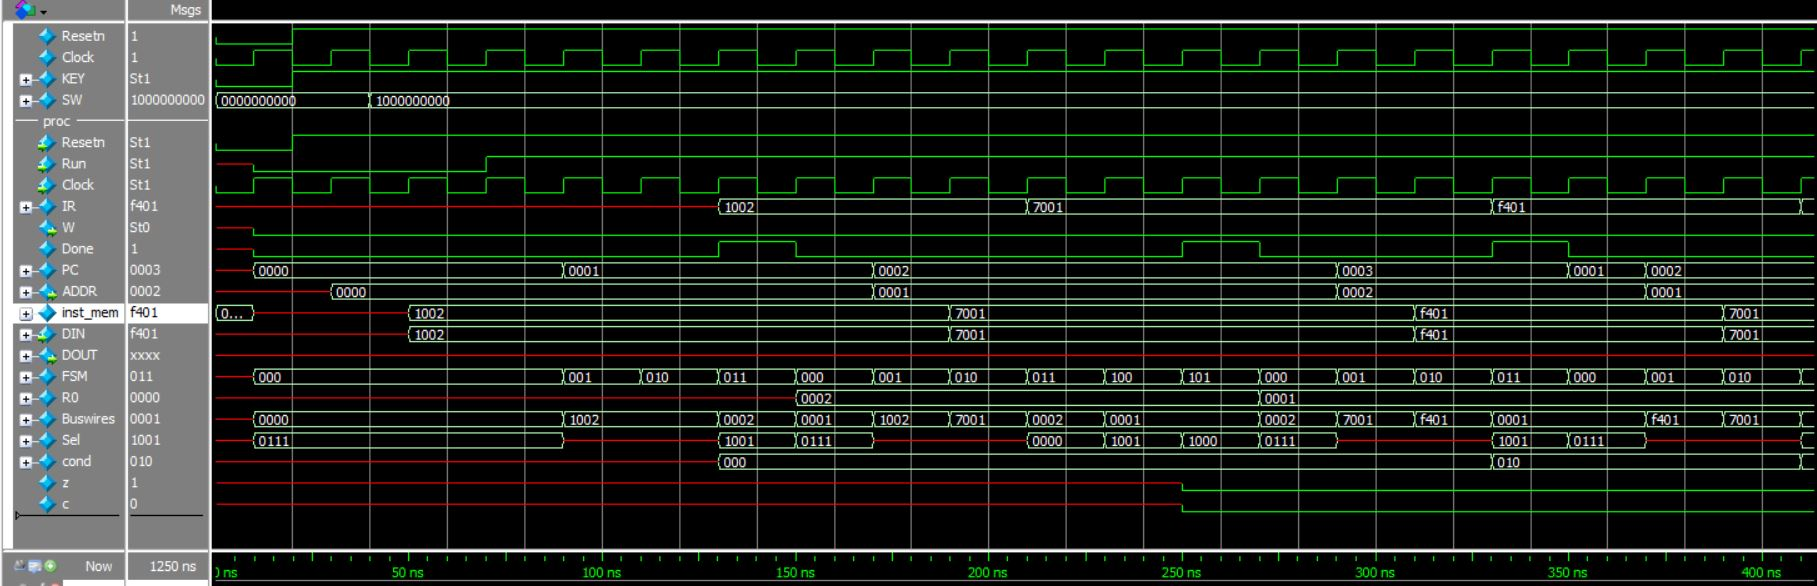 Msgs
Resetn 1
Clock 1
KEY St1
SW 1000000000 0000000000 1000000000
proc
Resetn St1
Run St1
Clock St1
IR f401 1002 7001 f401
W St0
Done 1
PC 0003 0000 0001 0002 0003 0001 0002
ADDR 0002 0000 0001 0002 0001
inst_mem f401 0... 1002 7001 f401 7001
DIN f401 1002 7001 f401 7001
DOUT xxxx
FSM 011 000 001 010 011 000 001 010 011 100 101 000 001 010 011 000 001 010
R0 0000 0002 0001
Buswires 0001 0000 1002 0002 0001 1002 7001 0002 0001 0002 7001 f401 0001 f401 7001
Sel 1001 0111 1001 0111 0000 1001 1000 0111 1001 0111
cond 010 000 010
z 1
c 0
Now 1250 ns 0 ns 50 ns 100 ns 150 ns 200 ns 250 ns 300 ns 350 ns 400 ns